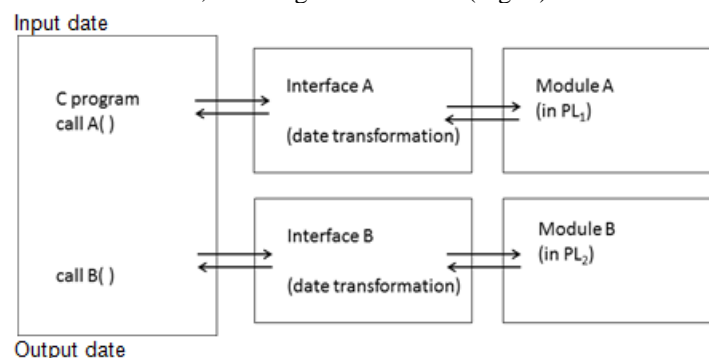 Input date
C program
call A( )
Interface A
(date transformation)
Module A
(in PL₁)
call B( )
Interface B
(date transformation)
Module B
(in PL₂)
Output date